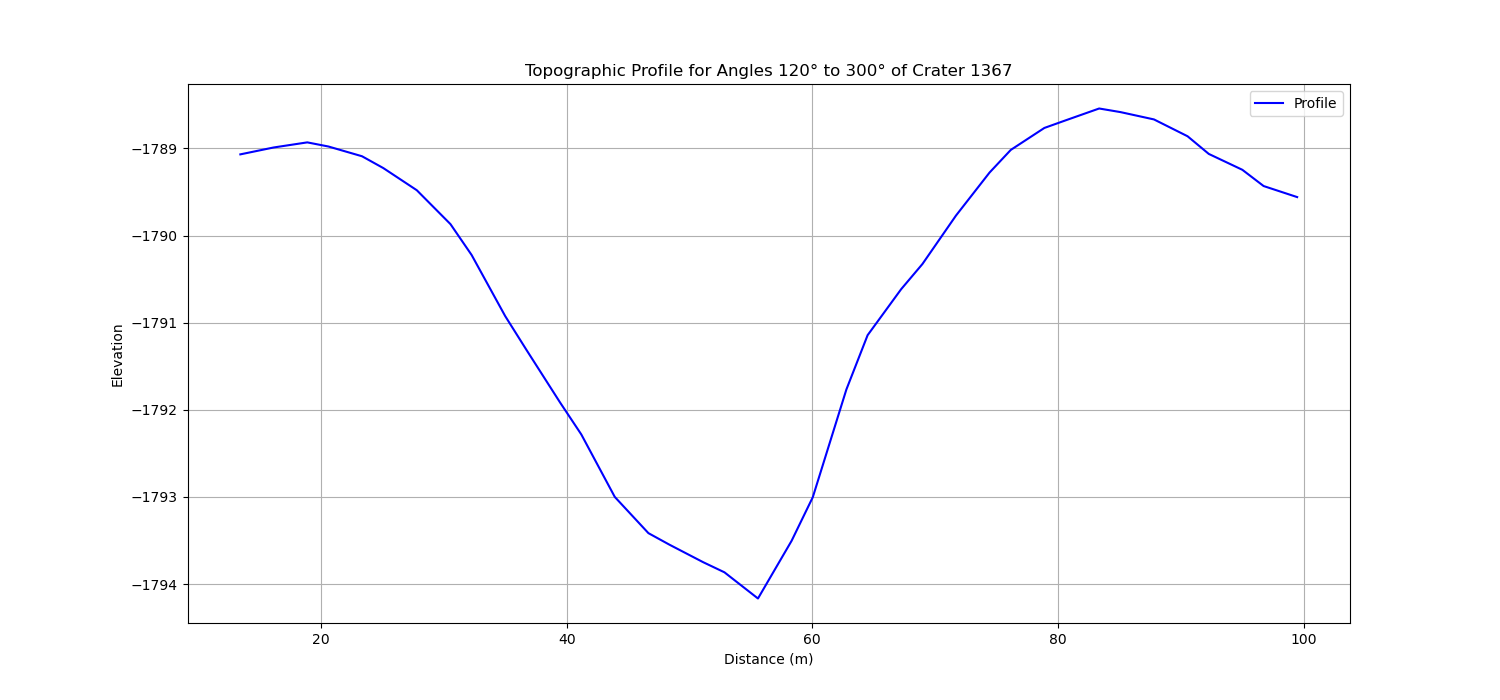 Topographic Profile for Angles 120° to 300° of Crater 1367
Profile
−1789
−1790
−1791
−1792
−1793
−1794
Elevation
20 40 60 80 100
Distance (m)